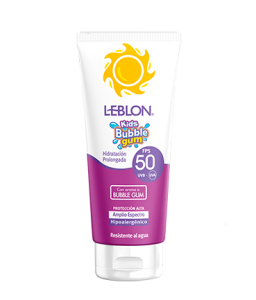 LEBLON
Kids
Bubble
gum
Hidratación
Prolongada
FPS
50
UVB
UVA
Con aroma a
BUBBLE GUM
PROTECCIÓN ALTA
Amplio Espectro
Hipoalergénico
Resistente al agua